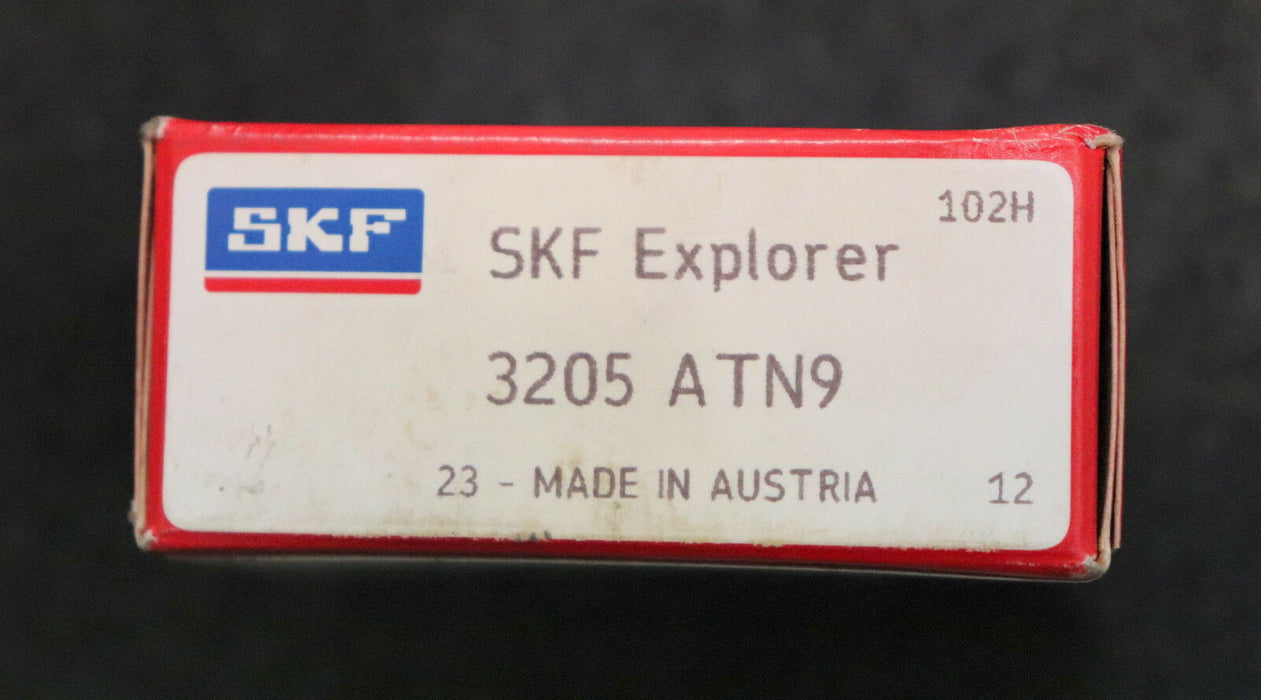 SKF
102H
SKF Explorer
3205 ATN9
23 - MADE IN AUSTRIA 12